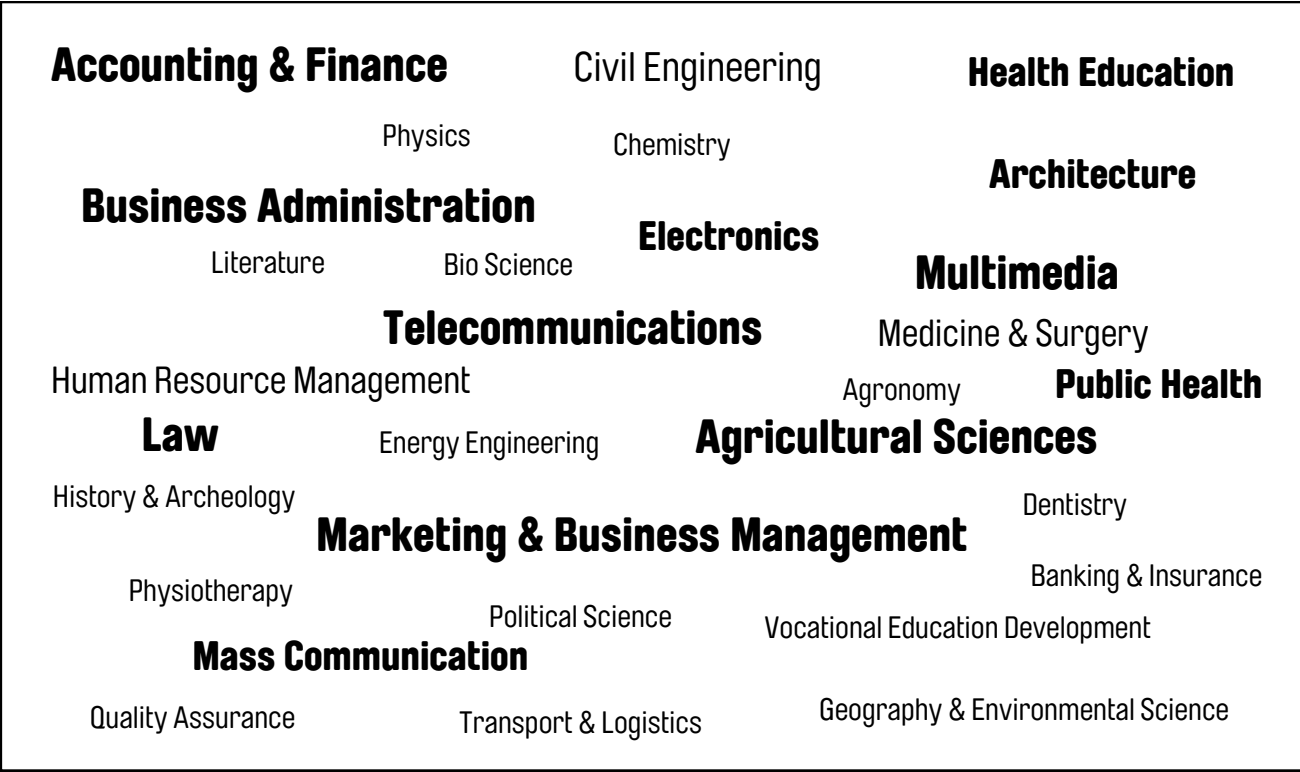 Accounting & Finance
Civil Engineering
Health Education
Physics
Chemistry
Architecture
Business Administration
Electronics
Literature
Bio Science
Multimedia
Telecommunications
Medicine & Surgery
Human Resource Management
Agronomy
Public Health
Law
Energy Engineering
Agricultural Sciences
History & Archeology
Dentistry
Marketing & Business Management
Banking & Insurance
Physiotherapy
Political Science
Vocational Education Development
Mass Communication
Quality Assurance
Transport & Logistics
Geography & Environmental Science